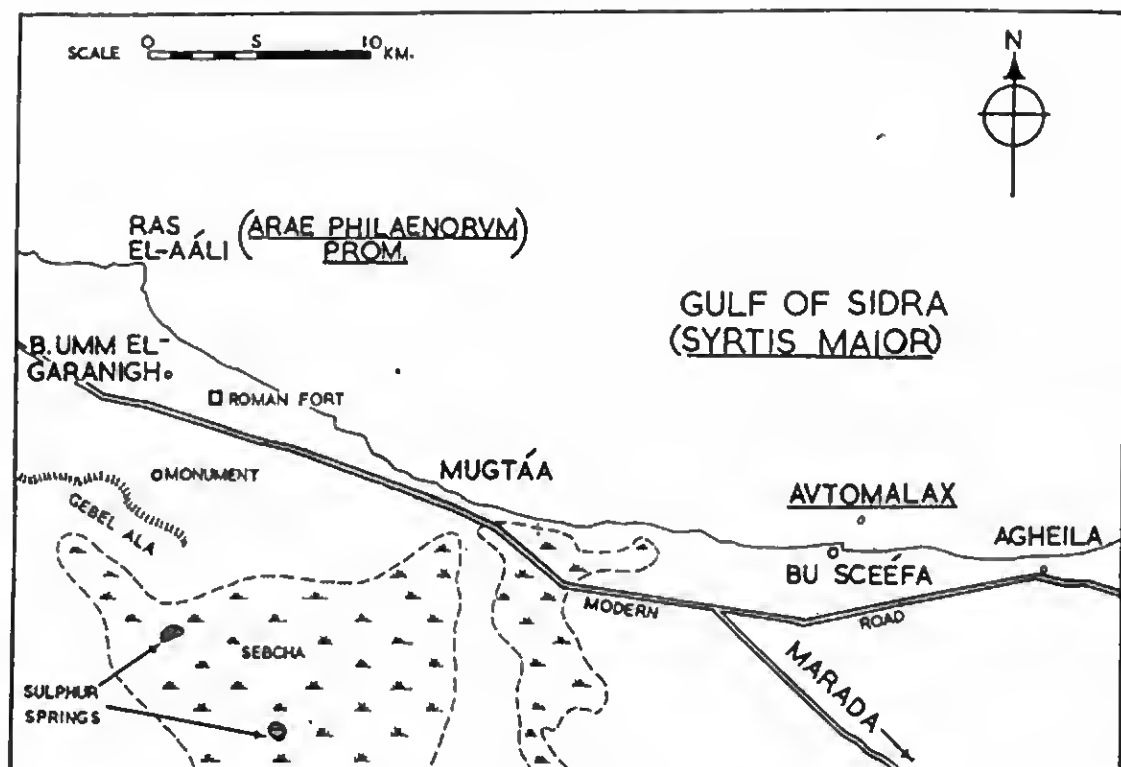 SCALE 0 5 10 KM.
N
RAS
EL-AÁLI
(ARAE PHILAENORVM)
PROM.
GULF OF SIDRA
(SYRTIS MAIOR)
B. UMM EL-
GARANIGH
ROMAN FORT
MONUMENT
MUGTÁA
GEBEL ALA
AVTOMALAX
AGHEILA
BU SCEÉFA
MODERN ROAD
SEBCHA
MARADA
SULPHUR
SPRINGS